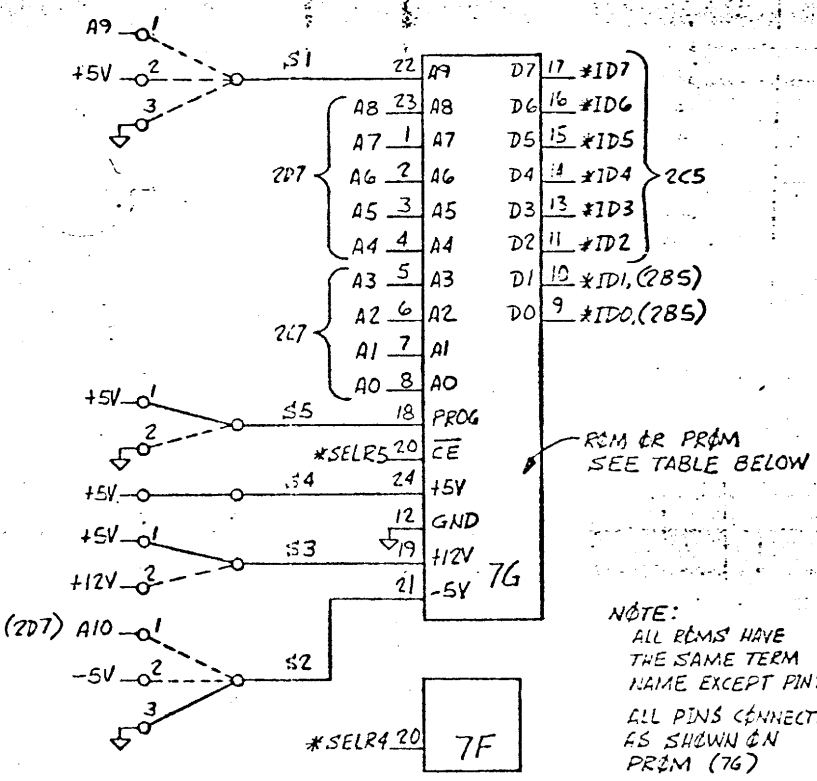 A9 1
+5V 2 S1 22 A9 D7 17 *ID7
3
A8 23 A8 D6 16 *ID6
A7 1 A7 D5 15 *ID5
2D7 A6 2 A6 D4 14 *ID4 2C5
A5 3 A5 D3 13 *ID3
A4 4 A4 D2 11 *ID2
A3 5 A3 D1 10 *ID1,(2B5)
A2 6 A2 D0 9 *ID0,(2B5)
2C7
A1 7 A1
A0 8 A0
+5V 1 S5 18 PROG
2
*SELR5 20 CE
RØM ØR PRØM
SEE TABLE BELOW
+5V S4 24 +5V
12 GND
+5V 1 S3 19 +12V
+12V 2
21 -5V 7G
(2D7) A10 1
-5V 2 S2
3
NØTE:
ALL RØMS HAVE
THE SAME TERM
NAME EXCEPT PIN
ALL PINS CØNNECT
AS SHØWN ØN
PRØM (7G)
*SELR4 20 7F